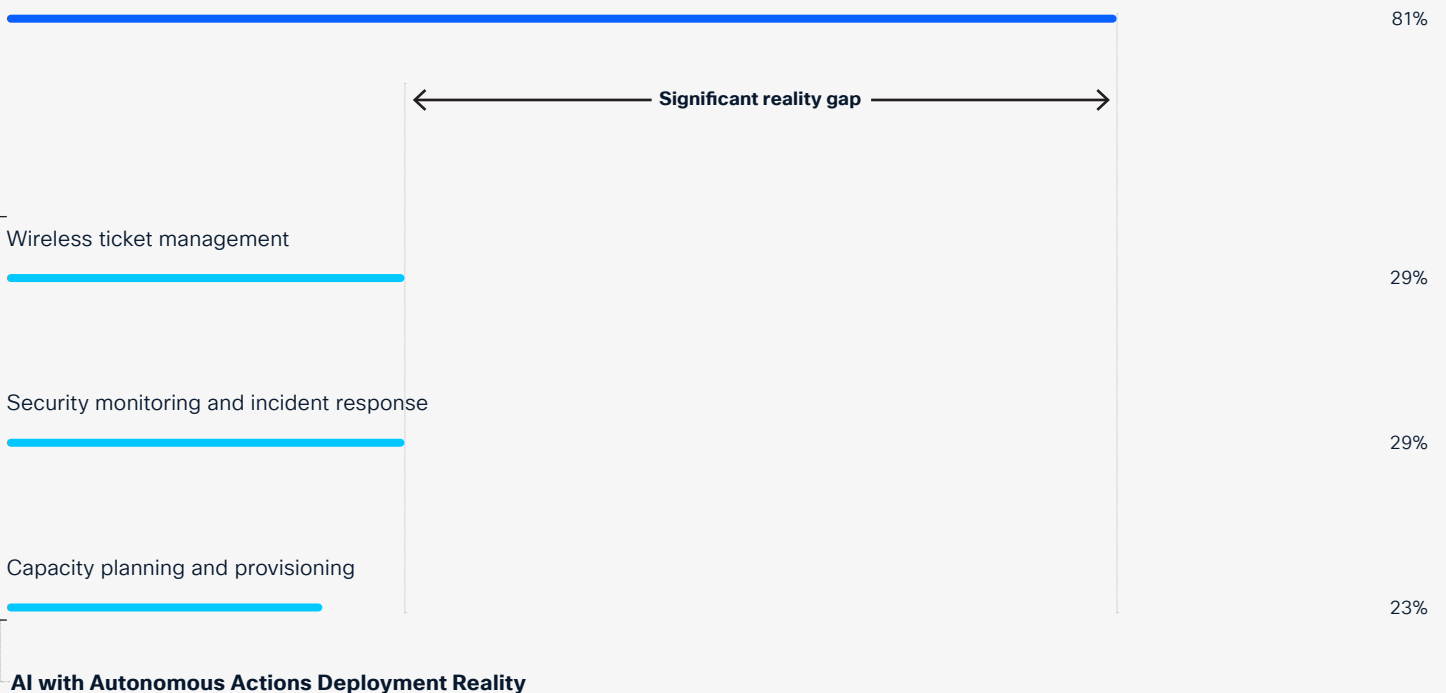 81%
Significant reality gap
Wireless ticket management
29%
Security monitoring and incident response
29%
Capacity planning and provisioning
23%
AI with Autonomous Actions Deployment Reality